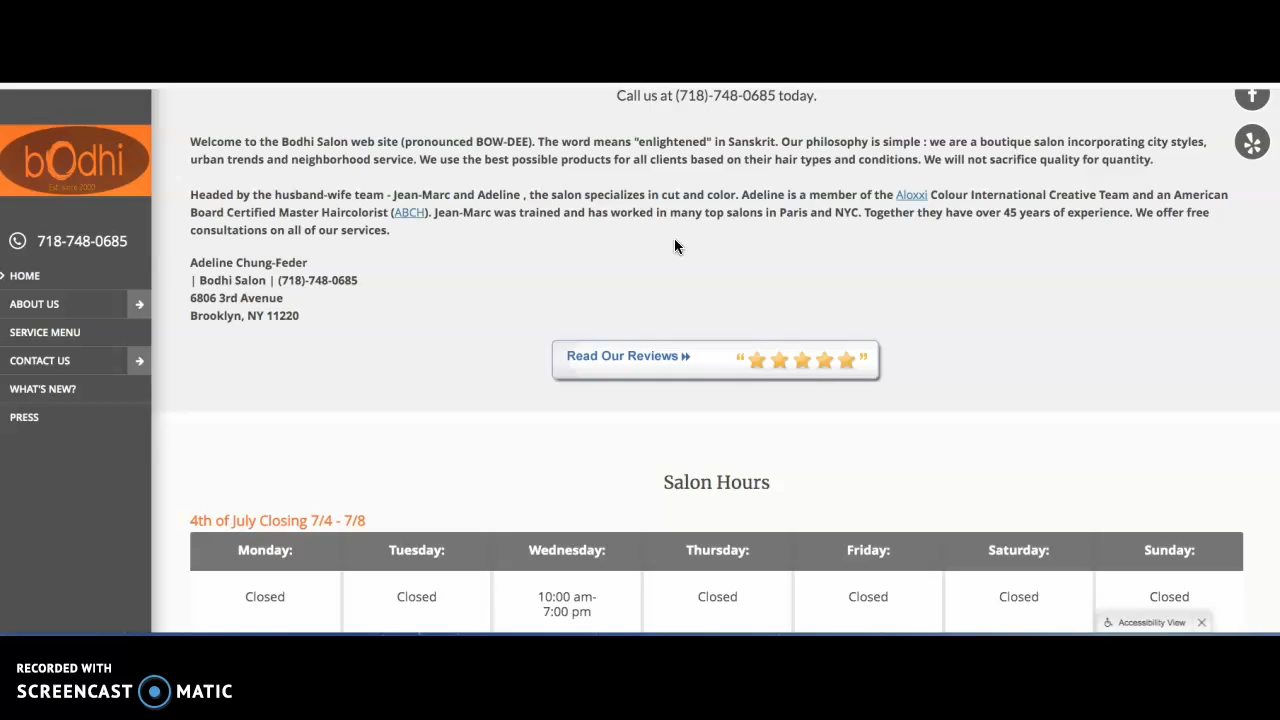 Call us at (718)-748-0685 today.
Welcome to the Bodhi Salon web site (pronounced BOW-DEE). The word means "enlightened" in Sanskrit. Our philosophy is simple : we are a boutique salon incorporating city styles,
urban trends and neighborhood service. We use the best possible products for all clients based on their hair types and conditions. We will not sacrifice quality for quantity.
Headed by the husband-wife team - Jean-Marc and Adeline , the salon specializes in cut and color. Adeline is a member of the Aloxxi Colour International Creative Team and an American
Board Certified Master Haircolorist (ABCH). Jean-Marc was trained and has worked in many top salons in Paris and NYC. Together they have over 45 years of experience. We offer free
consultations on all of our services.
Adeline Chung-Feder
| Bodhi Salon | (718)-748-0685
6806 3rd Avenue
Brooklyn, NY 11220
Read Our Reviews
bOdhi
Est. since 2000
718-748-0685
HOME
ABOUT US
SERVICE MENU
CONTACT US
WHAT'S NEW?
PRESS
Salon Hours
4th of July Closing 7/4 - 7/8
Monday: Tuesday: Wednesday: Thursday: Friday: Saturday: Sunday:
Closed Closed 10:00 am- Closed Closed Closed Closed
7:00 pm
Accessibility View
RECORDED WITH
SCREENCAST MATIC